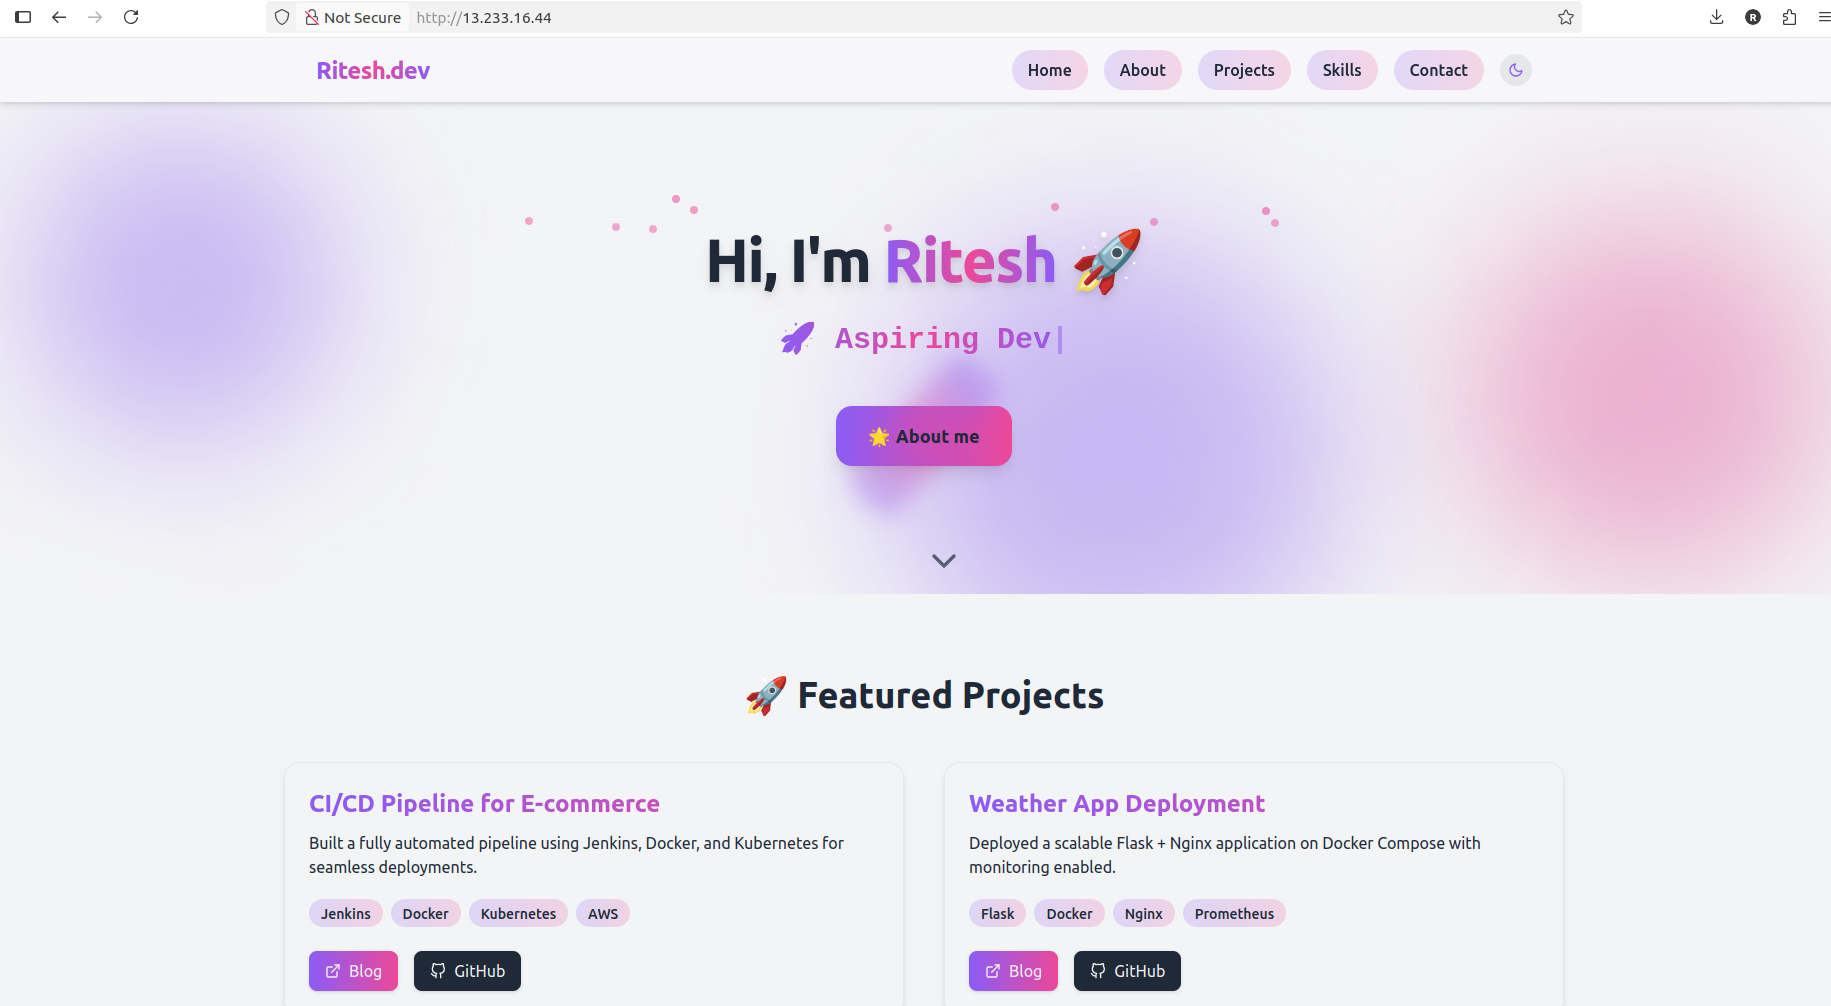 Not Secure http://13.233.16.44
R
Ritesh.dev
Home About Projects Skills Contact
Hi, I'm Ritesh 🚀
Aspiring Dev|
🌟 About me
🚀 Featured Projects
CI/CD Pipeline for E-commerce
Built a fully automated pipeline using Jenkins, Docker, and Kubernetes for
seamless deployments.
Jenkins Docker Kubernetes AWS
Blog GitHub
Weather App Deployment
Deployed a scalable Flask + Nginx application on Docker Compose with
monitoring enabled.
Flask Docker Nginx Prometheus
Blog GitHub